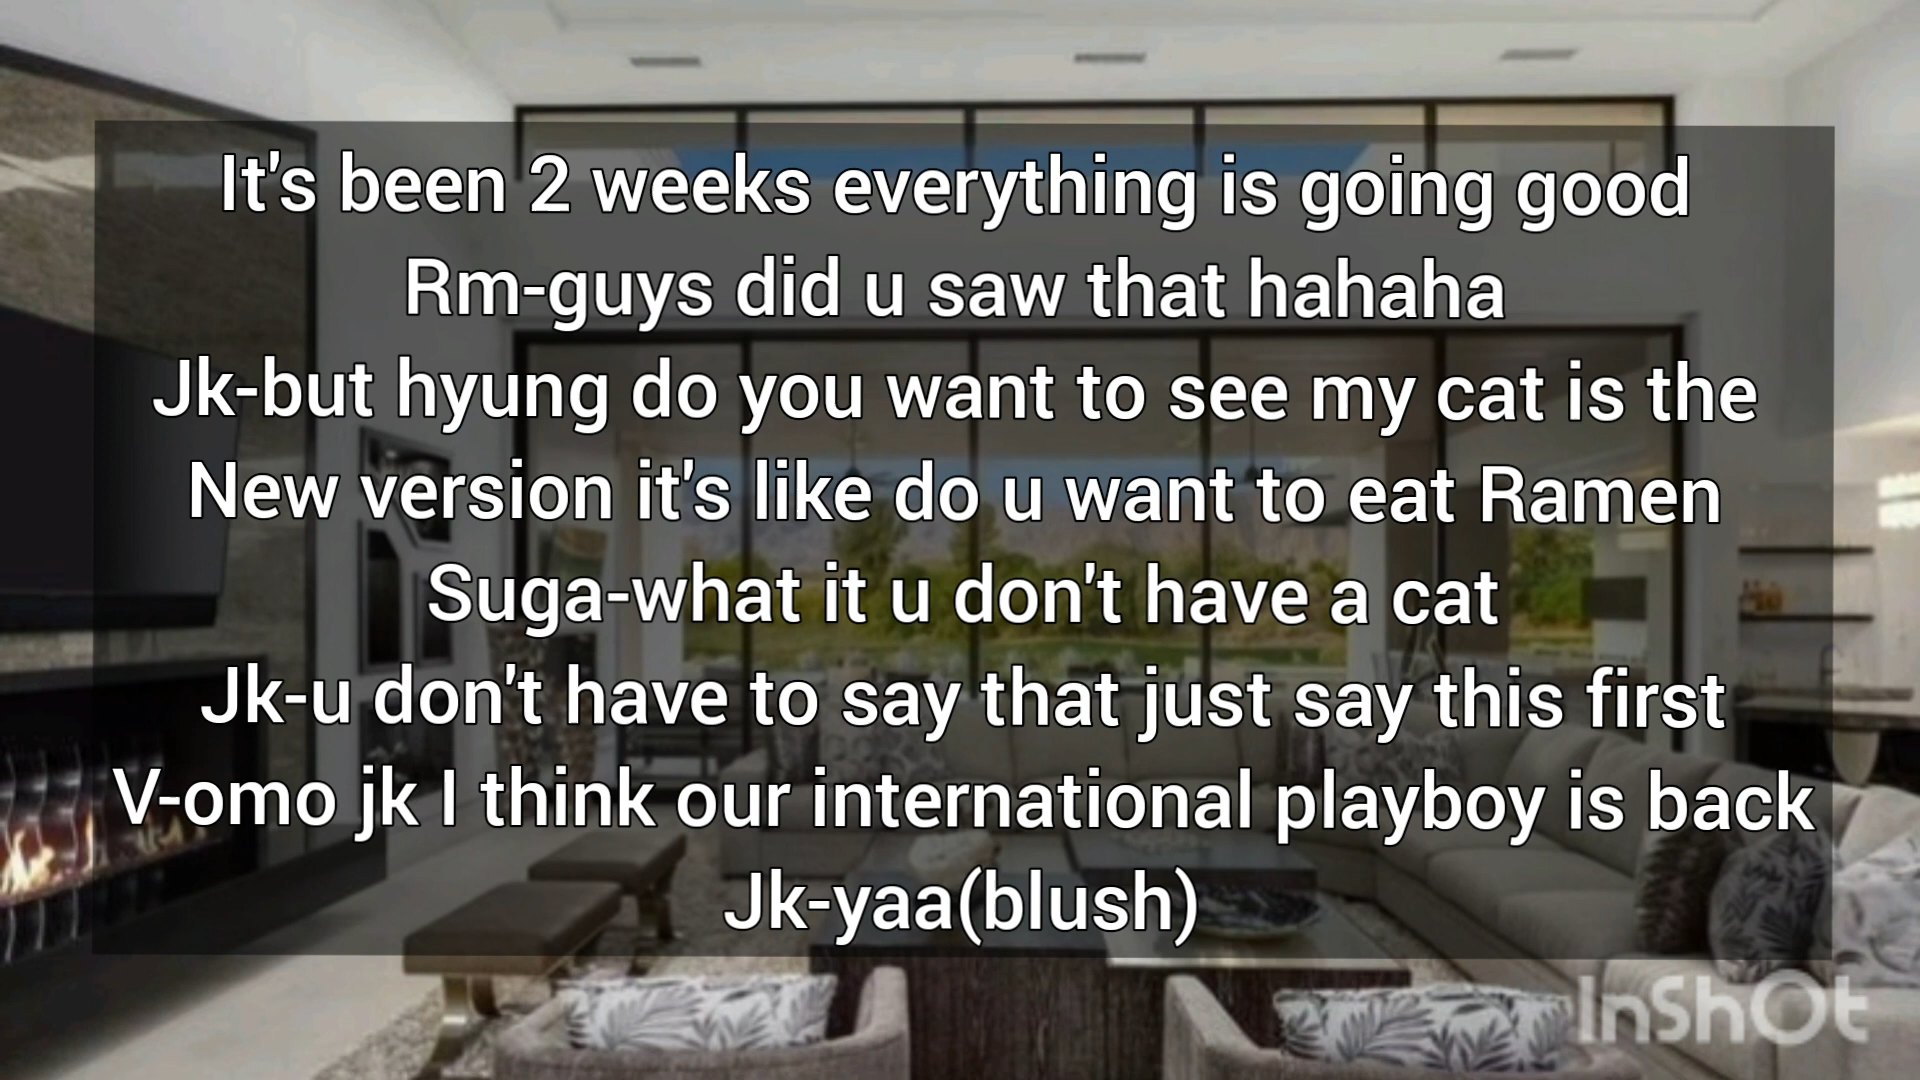 It's been 2 weeks everything is going good
Rm-guys did u saw that hahaha
Jk-but hyung do you want to see my cat is the
New version it's like do u want to eat Ramen
Suga-what it u don't have a cat
Jk-u don't have to say that just say this first
V-omo jk I think our international playboy is back
Jk-yaa(blush)
InShOt